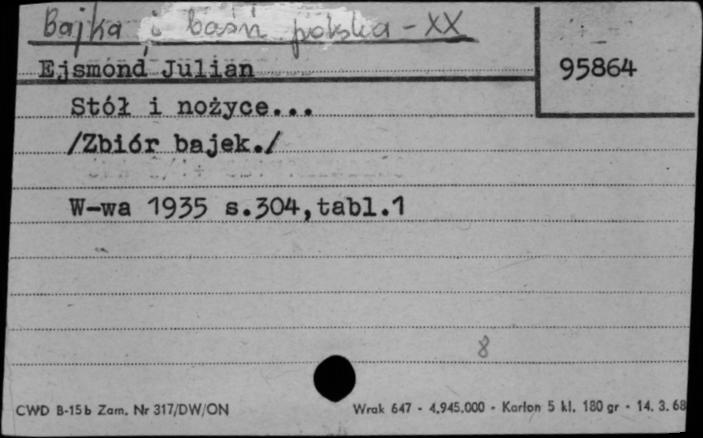 Bajka i baśń polska - XX
Ejsmond Julian
95864
Stół i nożyce...
/Zbiór bajek./
W-wa 1935 s.304,tabl.1
8
CWD B-15b Zam. Nr 317/DW/ON
Wrak 647 - 4.945.000 - Karton 5 kl. 180 gr - 14. 3. 68